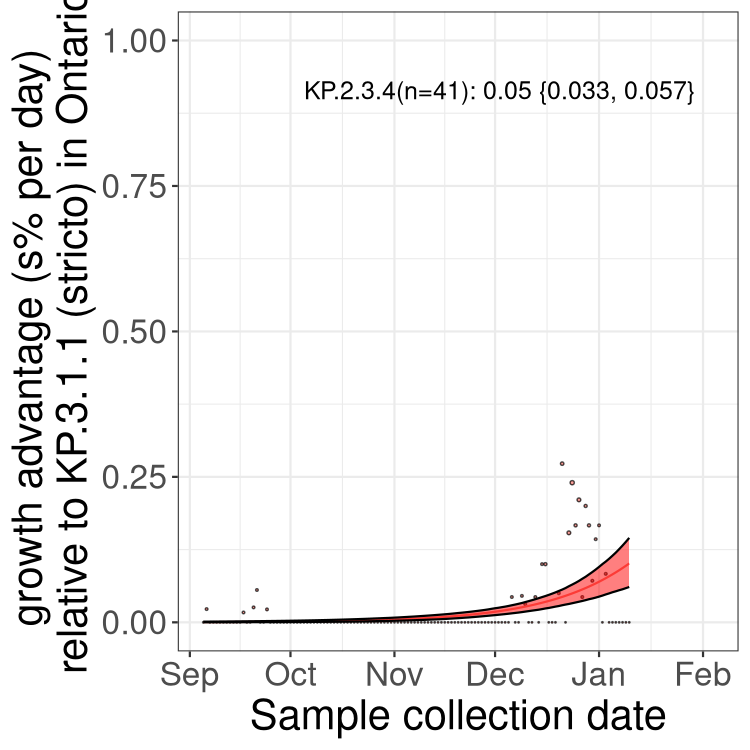 growth advantage (s% per day)
relative to KP.3.1.1 (stricto) in Ontario
1.00
0.75
0.50
0.25
0.00
KP.2.3.4(n=41): 0.05 {0.033, 0.057}
Sep Oct Nov Dec Jan Feb
Sample collection date